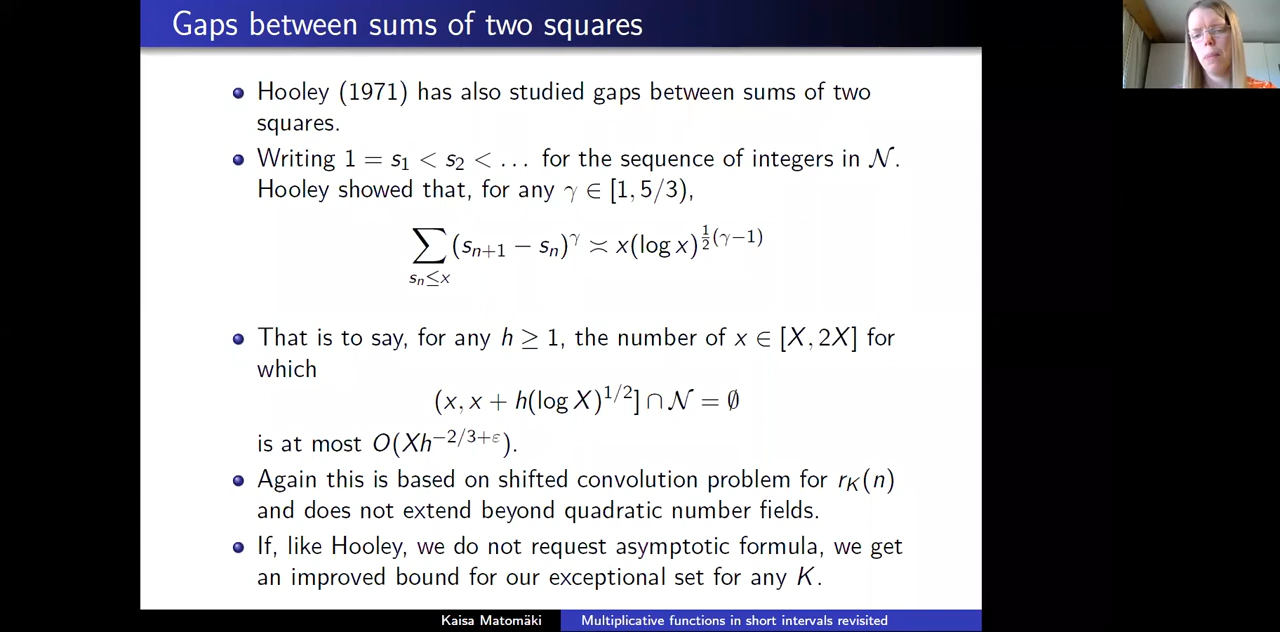 Gaps between sums of two squares
Hooley (1971) has also studied gaps between sums of two
squares.
Writing 1 = s₁ < s₂ < … for the sequence of integers in 𝒩.
Hooley showed that, for any γ ∈ [1, 5/3),
∑_{sₙ≤x} (sₙ₊₁ − sₙ)^γ ≍ x(log x)^{½(γ−1)}
That is to say, for any h ≥ 1, the number of x ∈ [X, 2X] for
which
(x, x + h(log X)^{1/2}] ∩ 𝒩 = ∅
is at most O(Xh^{−2/3+ε}).
Again this is based on shifted convolution problem for r_K(n)
and does not extend beyond quadratic number fields.
If, like Hooley, we do not request asymptotic formula, we get
an improved bound for our exceptional set for any K.
Kaisa Matomäki Multiplicative functions in short intervals revisited